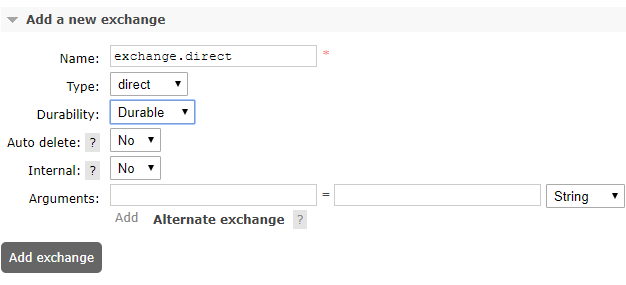 Add a new exchange
Name: exchange.direct *
Type: direct
Durability: Durable
Auto delete: ? No
Internal: ? No
Arguments: = String
Add Alternate exchange ?
Add exchange